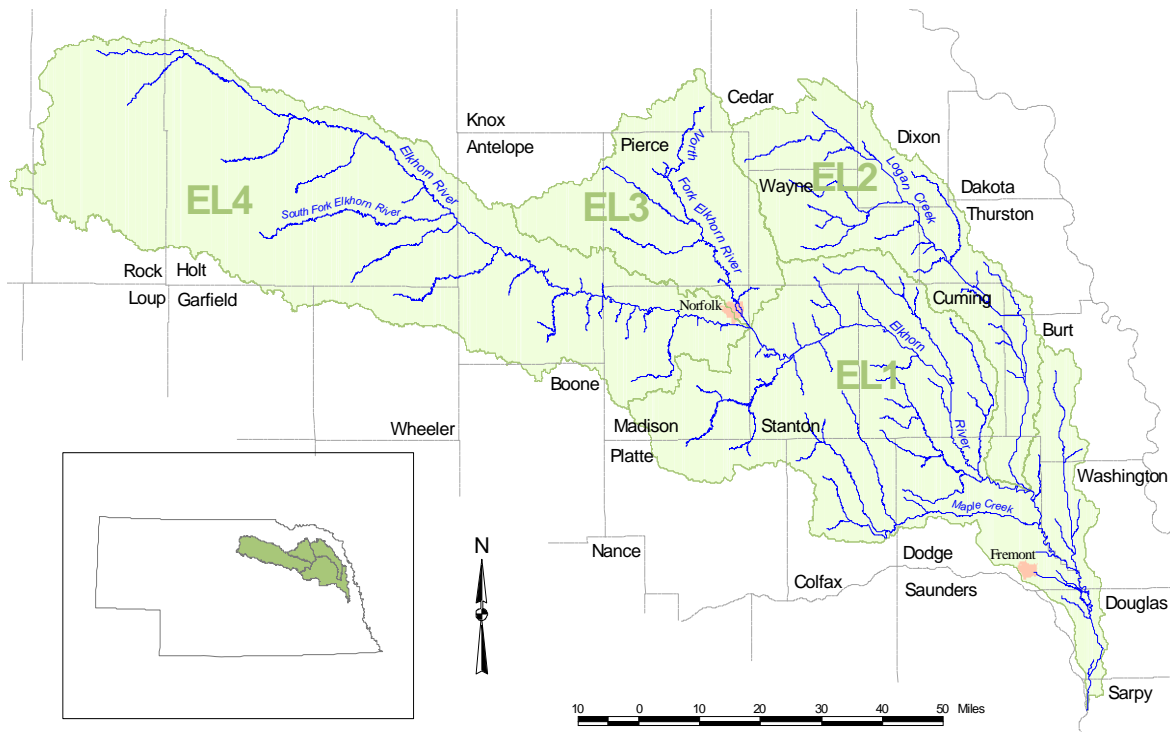 Cedar
Knox
Antelope
Pierce
Dixon
North
Fork Elkhorn River
Logan
Creek
Elkhorn River
EL4
EL3
Wayne
EL2
Dakota
Thurston
South Fork Elkhorn River
Rock
Holt
Loup
Garfield
Norfolk
Cuming
Burt
Elkhorn
River
EL1
Boone
Wheeler
Madison
Stanton
Platte
Washington
Maple Creek
N
Nance
Dodge
Fremont
Colfax
Saunders
Douglas
Sarpy
10 0 10 20 30 40 50 Miles